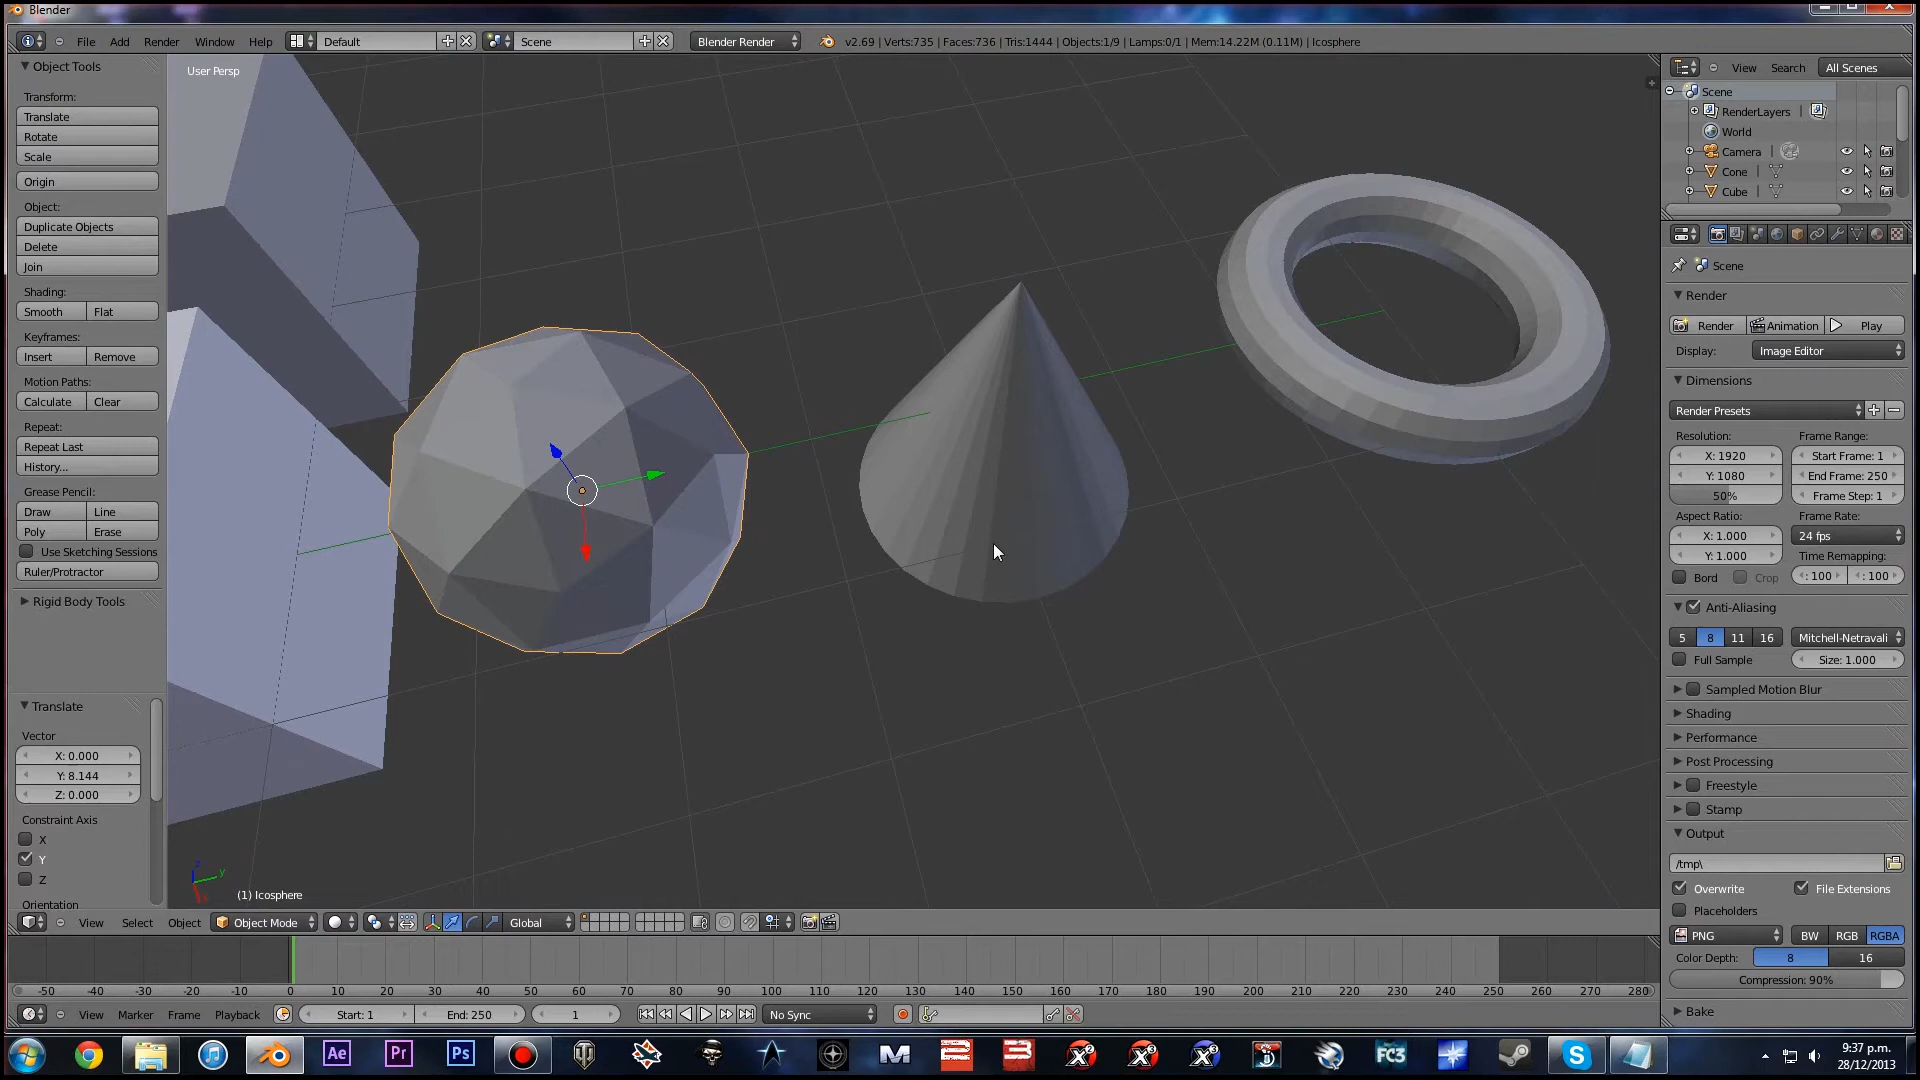 Blender
File Add Render Window Help Default Scene Blender Render v2.69 | Verts:735 | Faces:736 | Tris:1444 | Objects:1/9 | Lamps:0/1 | Mem:14.22M (0.11M) | Icosphere
Object Tools
Transform:
Translate
Rotate
Scale
Origin
Object:
Duplicate Objects
Delete
Join
Shading:
Smooth Flat
Keyframes:
Insert Remove
Motion Paths:
Calculate Clear
Repeat:
Repeat Last
History...
Grease Pencil:
Draw Line
Poly Erase
Use Sketching Sessions
Ruler/Protractor
Rigid Body Tools
Translate
Vector
X: 0.000
Y: 8.144
Z: 0.000
Constraint Axis
X
Y
Z
Orientation
User Persp
z
y
x
(1) Icosphere
View Select Object Object Mode Global
-50 -40 -30 -20 -10 0 10 20 30 40 50 60 70 80 90 100 110 120 130 140 150 160 170 180 190 200 210 220 230 240 250 260 270 280
View Marker Frame Playback Start: 1 End: 250 1 No Sync
View Search All Scenes
Scene
RenderLayers |
World
Camera |
Cone |
Cube |
Scene
Render
Render Animation Play
Display: Image Editor
Dimensions
Render Presets
Resolution: Frame Range:
X: 1920 Start Frame: 1
Y: 1080 End Frame: 250
50% Frame Step: 1
Aspect Ratio: Frame Rate:
X: 1.000 24 fps
Y: 1.000 Time Remapping:
Bord Crop : 100 : 100
Anti-Aliasing
5 8 11 16 Mitchell-Netravali
Full Sample Size: 1.000
Sampled Motion Blur
Shading
Performance
Post Processing
Freestyle
Stamp
Output
/tmp\
Overwrite File Extensions
Placeholders
PNG BW RGB RGBA
Color Depth: 8 16
Compression: 90%
Bake
Ae Pr Ps M 2 3 X2 X3 X3 FC3 S
9:37 p.m.
28/12/2013